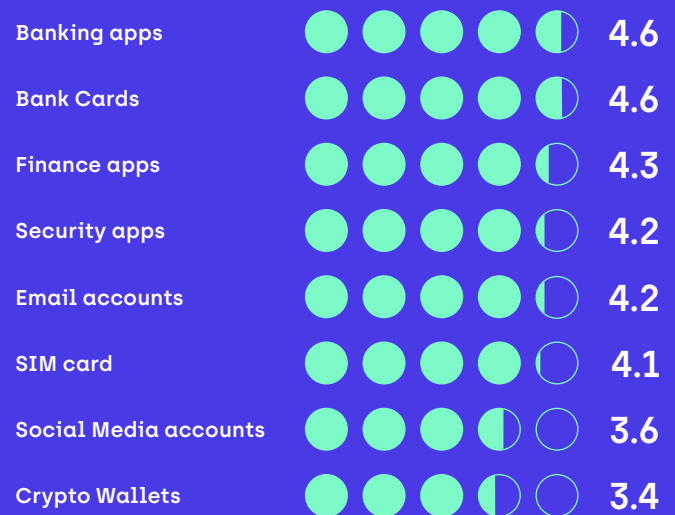 Banking apps 4.6
Bank Cards 4.6
Finance apps 4.3
Security apps 4.2
Email accounts 4.2
SIM card 4.1
Social Media accounts 3.6
Crypto Wallets 3.4